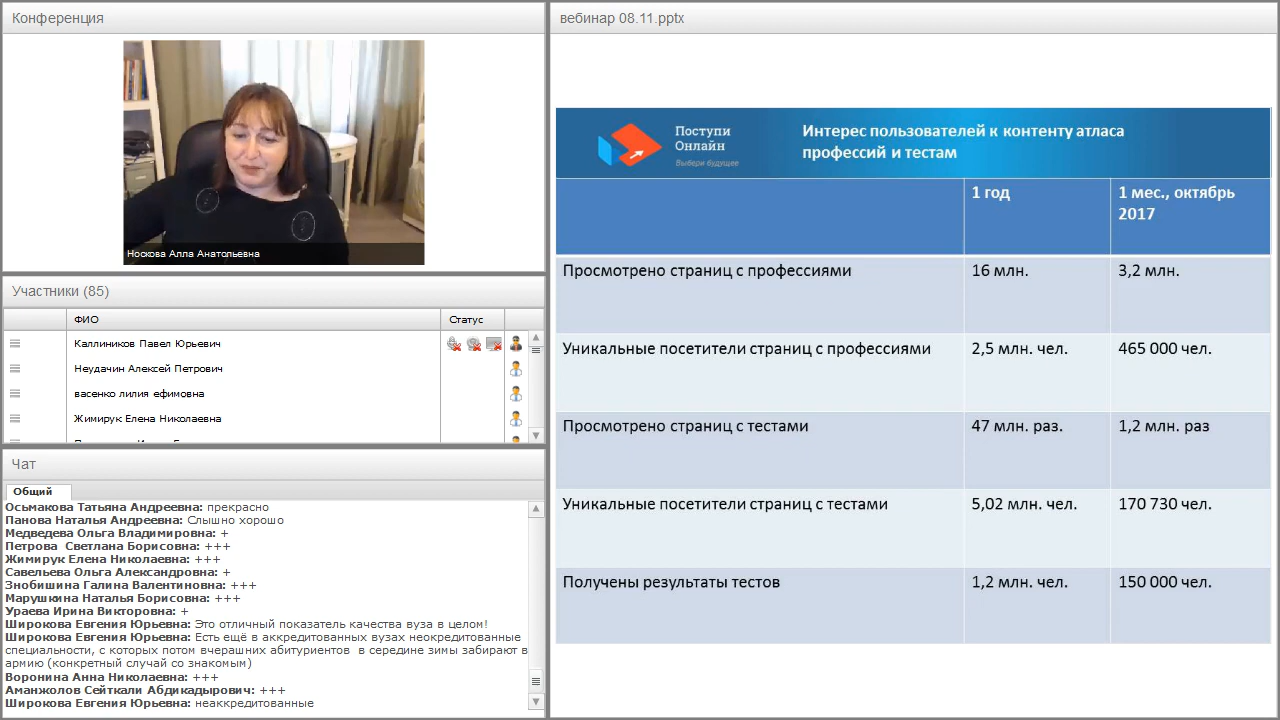 Конференция
Носкова Алла Анатольевна
Участники (85)
ФИО
Статус
Каллиников Павел Юрьевич
Неудачин Алексей Петрович
васенко лилия ефимовна
Жимирук Елена Николаевна
Чат
Общий
Осьмакова Татьяна Андреевна: прекрасно
Панова Наталья Андреевна: Слышно хорошо
Медведева Ольга Владимировна: +
Петрова Светлана Борисовна: +++
Жимирук Елена Николаевна: +++
Савельева Ольга Александровна: +
Знобишина Галина Валентиновна: +++
Марушкина Наталья Борисовна: +++
Ураева Ирина Викторовна: +
Широкова Евгения Юрьевна: Это отличный показатель качества вуза в целом!
Широкова Евгения Юрьевна: Есть ещё в аккредитованных вузах неокредитованные
специальности, с которых потом вчерашних абитуриентов в середине зимы забирают в
армию (конкретный случай со знакомым)
Воронина Анна Николаевна: +++
Аманжолов Сейткали Абдикадырович: +++
Широкова Евгения Юрьевна: неаккредитованные
вебинар 08.11.pptx
Поступи
Онлайн
Выбери будущее
Интерес пользователей к контенту атласа
профессий и тестам
1 год
1 мес., октябрь
2017
Просмотрено страниц с профессиями
16 млн.
3,2 млн.
Уникальные посетители страниц с профессиями
2,5 млн. чел.
465 000 чел.
Просмотрено страниц с тестами
47 млн. раз.
1,2 млн. раз
Уникальные посетители страниц с тестами
5,02 млн. чел.
170 730 чел.
Получены результаты тестов
1,2 млн. чел.
150 000 чел.